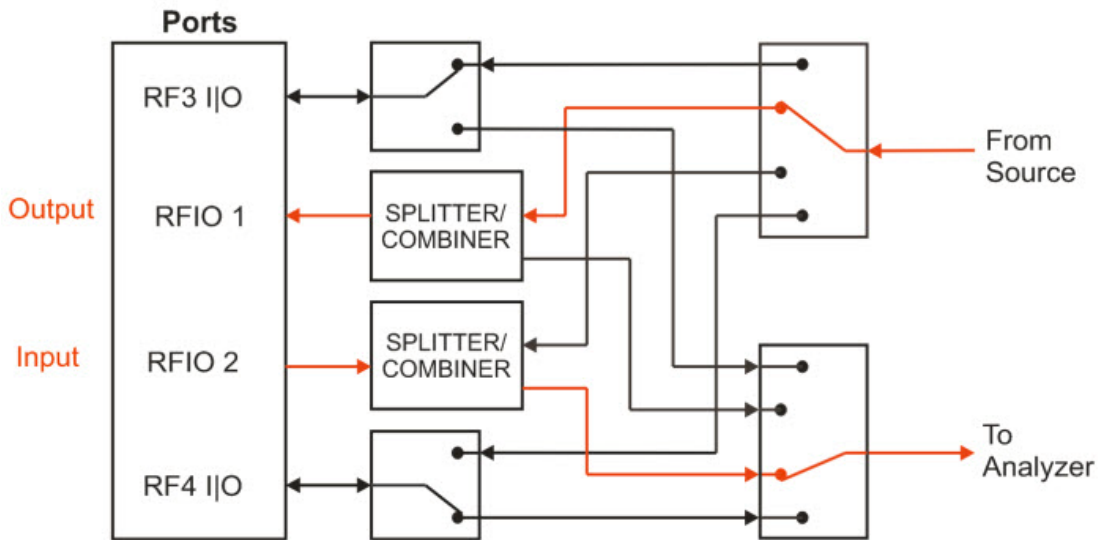 Ports
RF3 I|O
Output
RFIO 1
SPLITTER/
COMBINER
Input
RFIO 2
SPLITTER/
COMBINER
RF4 I|O
From
Source
To
Analyzer